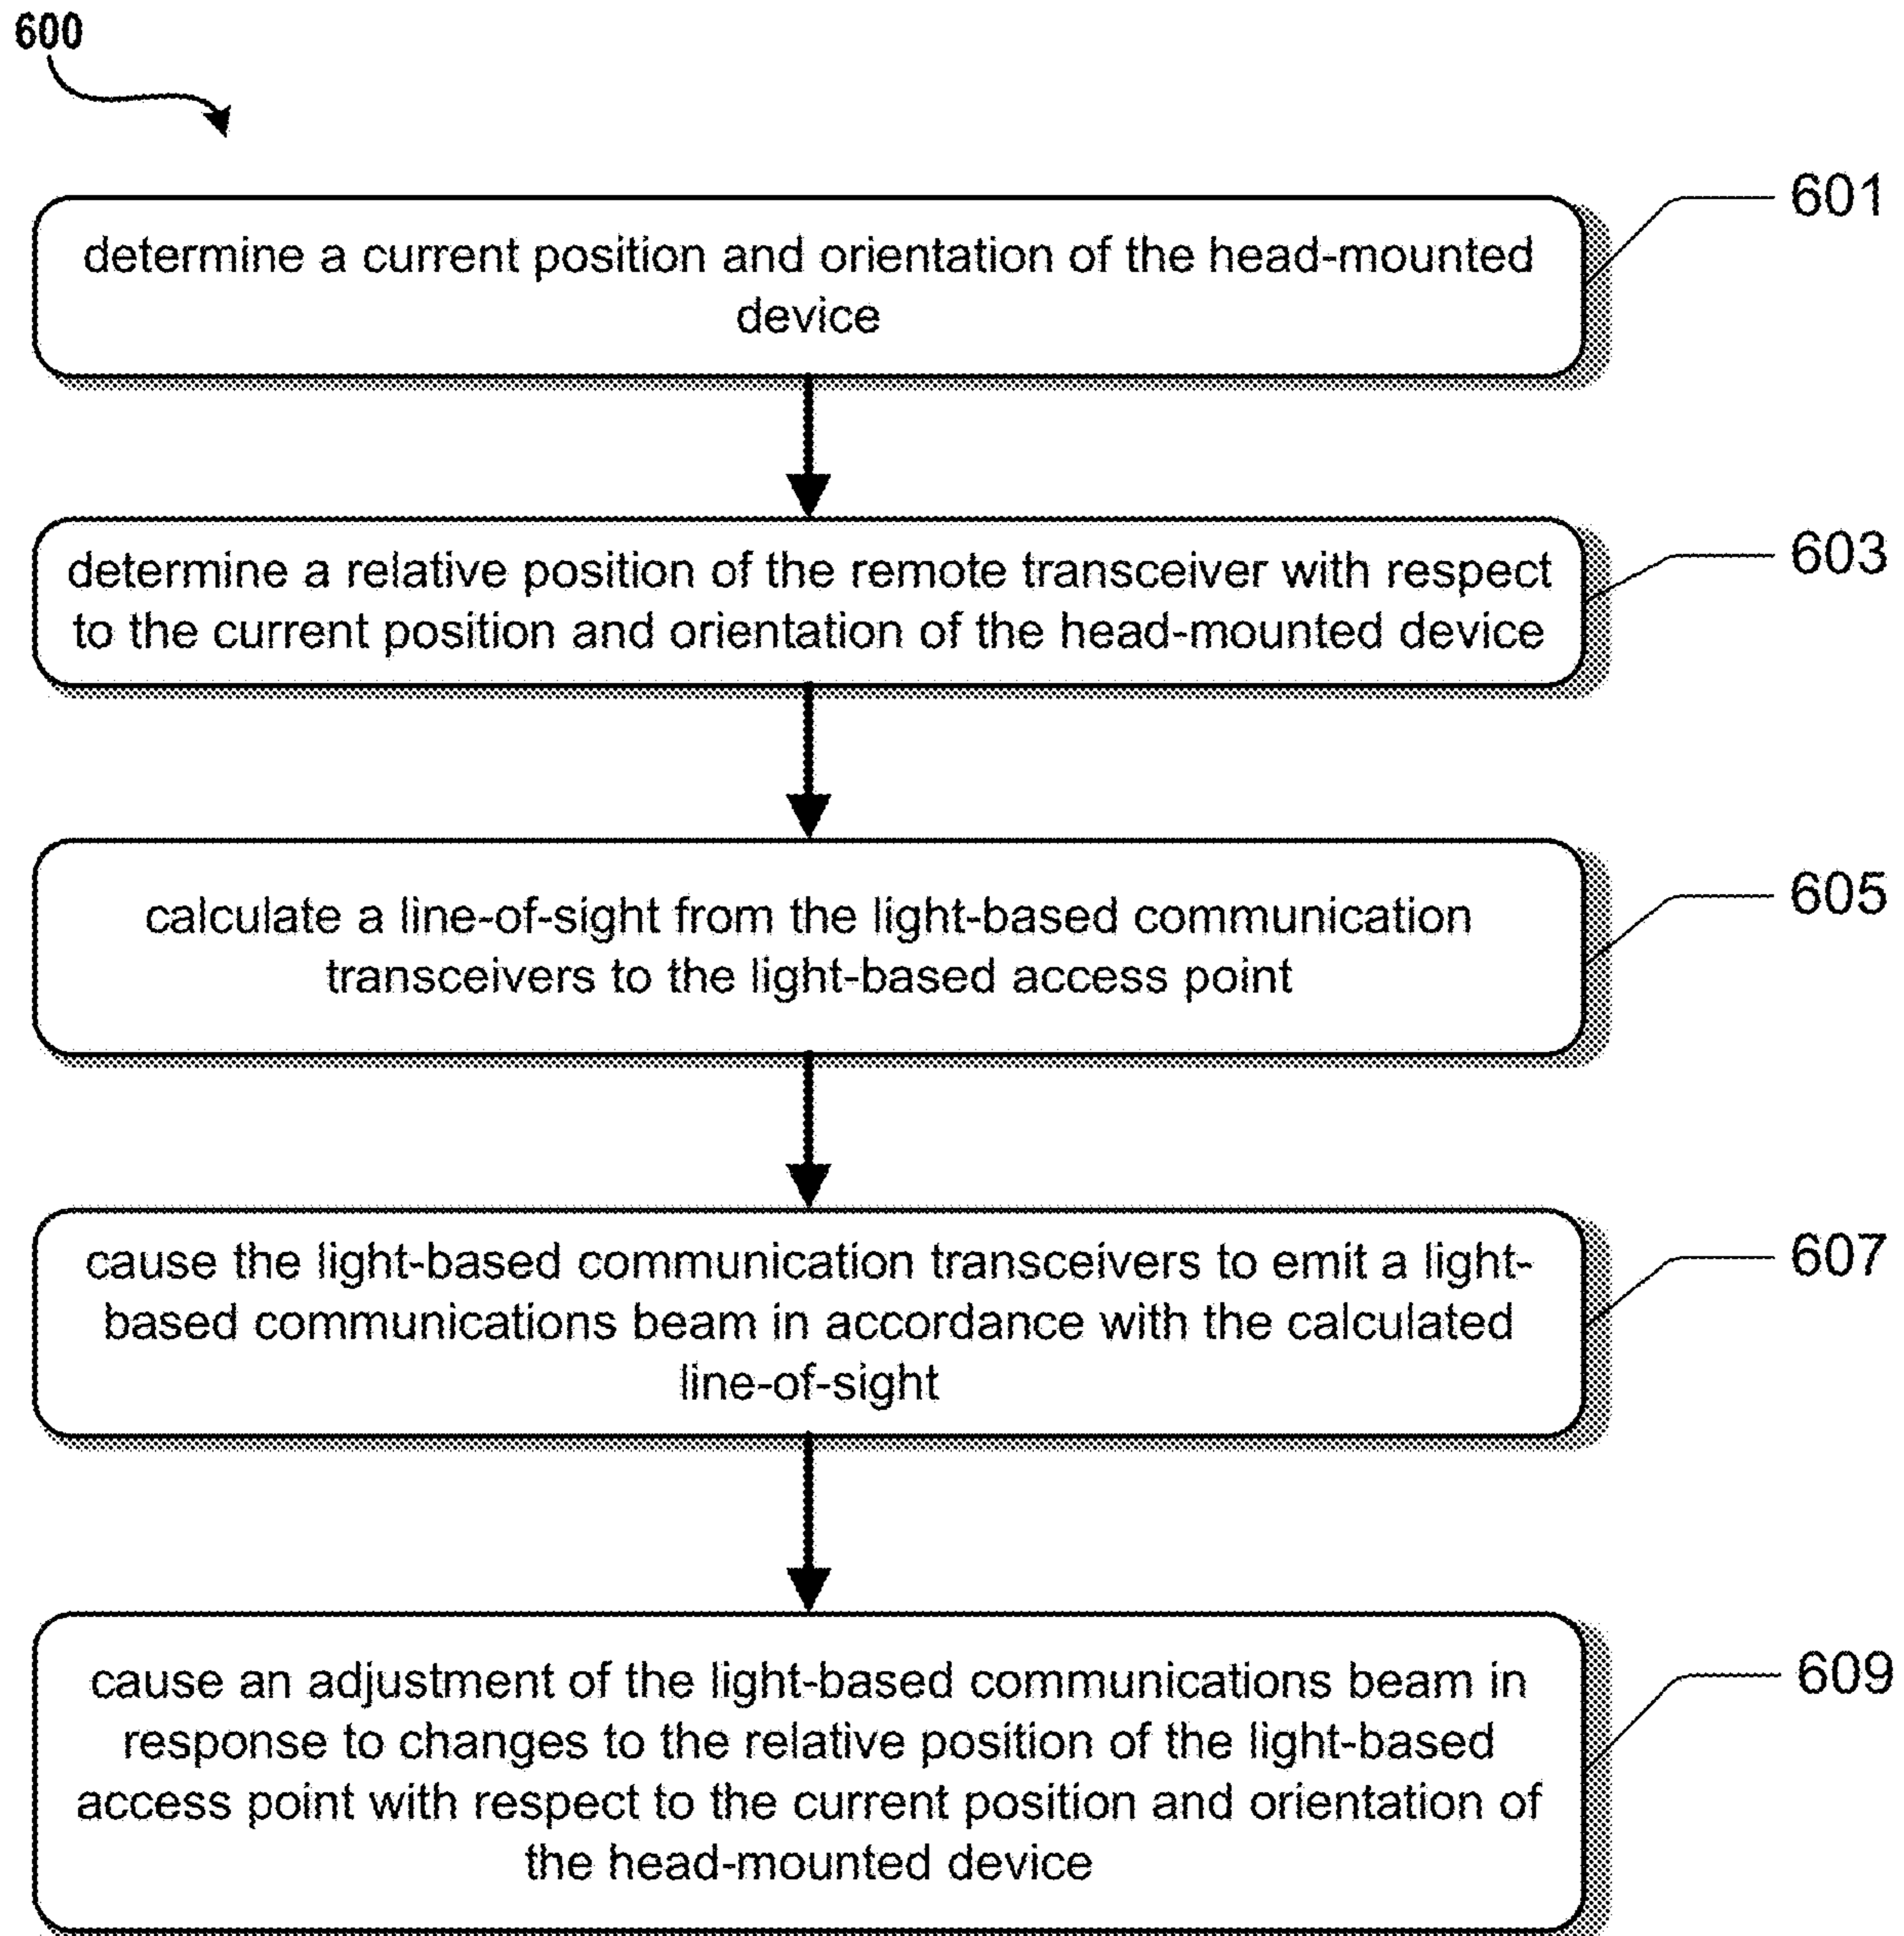 600
601
determine a current position and orientation of the head-mounted
device
603
determine a relative position of the remote transceiver with respect
to the current position and orientation of the head-mounted device
605
calculate a line-of-sight from the light-based communication
transceivers to the light-based access point
607
cause the light-based communication transceivers to emit a light-
based communications beam in accordance with the calculated
line-of-sight
609
cause an adjustment of the light-based communications beam in
response to changes to the relative position of the light-based
access point with respect to the current position and orientation of
the head-mounted device